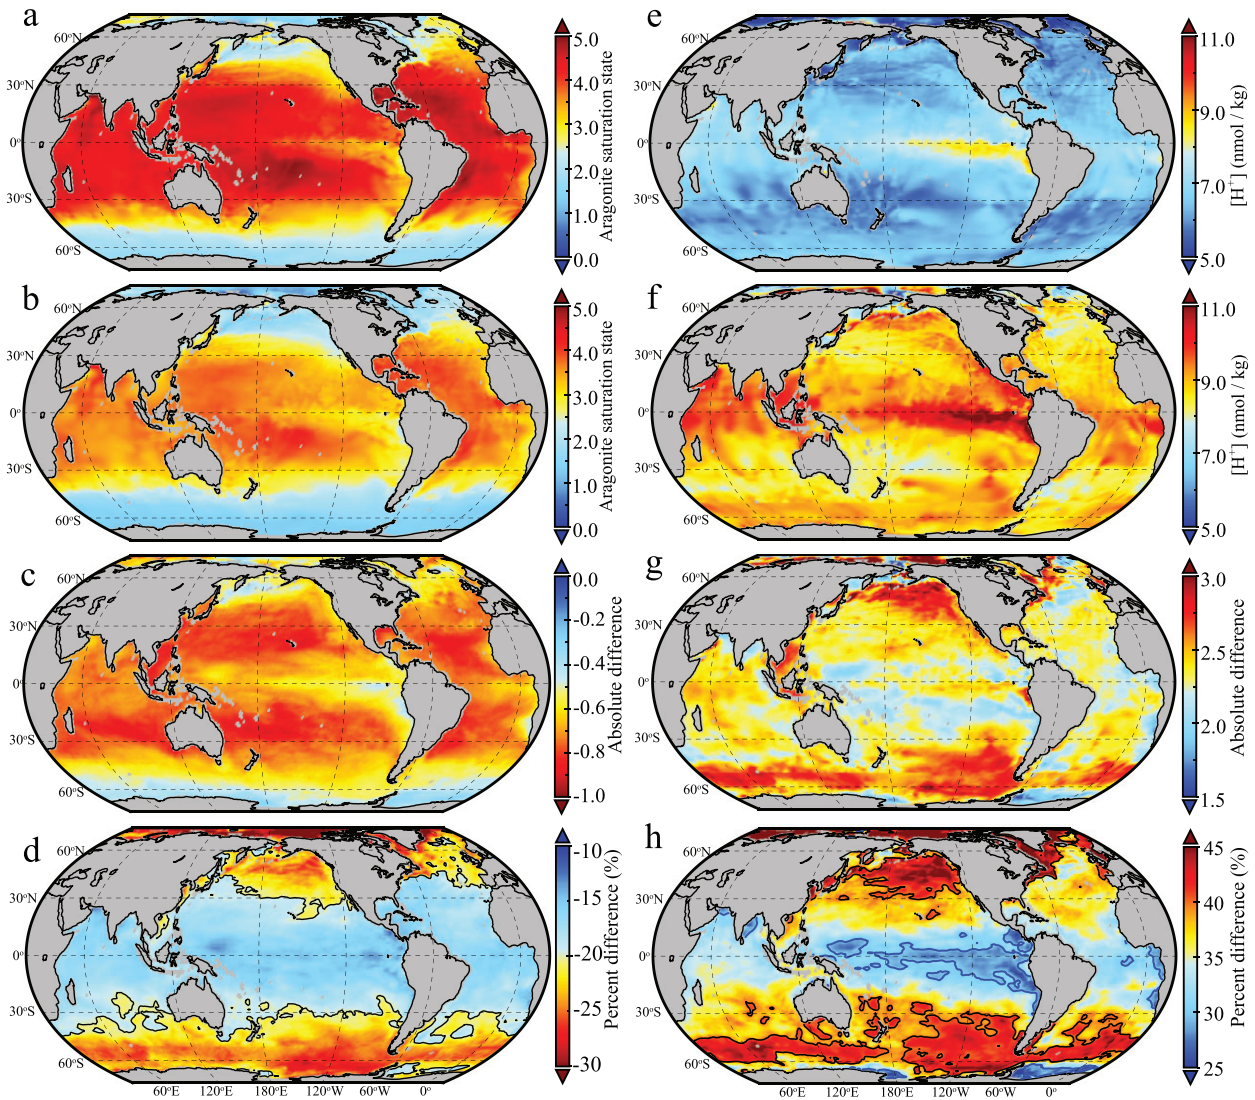 a
60°N
30°N
0°
30°S
60°S
5.0
4.0
3.0
2.0
1.0
0.0
Aragonite saturation state
e
60°N
30°N
0°
30°S
60°S
11.0
9.0
7.0
5.0
[H+] (nmol / kg)
b
60°N
30°N
0°
30°S
60°S
5.0
4.0
3.0
2.0
1.0
0.0
Aragonite saturation state
f
60°N
30°N
0°
30°S
60°S
11.0
9.0
7.0
5.0
[H+] (nmol / kg)
c
60°N
30°N
0°
30°S
60°S
0.0
-0.2
-0.4
-0.6
-0.8
-1.0
Absolute difference
g
60°N
30°N
0°
30°S
60°S
3.0
2.5
2.0
1.5
Absolute difference
d
60°N
30°N
0°
30°S
60°S
60°E 120°E 180°E 120°W 60°W 0°
-10
-15
-20
-25
-30
Percent difference (%)
h
60°N
30°N
0°
30°S
60°S
60°E 120°E 180°E 120°W 60°W 0°
45
40
35
30
25
Percent difference (%)